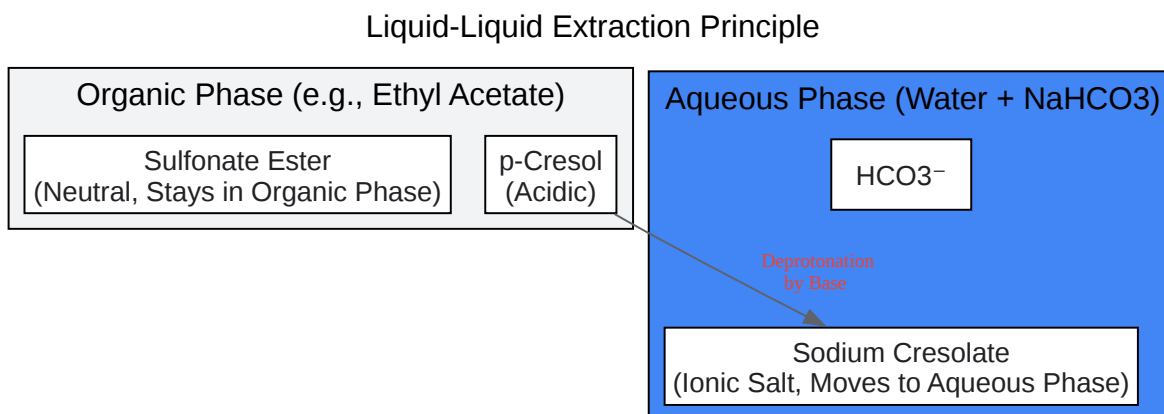 Liquid-Liquid Extraction Principle
Organic Phase (e.g., Ethyl Acetate)
Sulfonate Ester
(Neutral, Stays in Organic Phase)
p-Cresol
(Acidic)
Aqueous Phase (Water + NaHCO3)
HCO3⁻
Deprotonation
by Base
Sodium Cresolate
(Ionic Salt, Moves to Aqueous Phase)